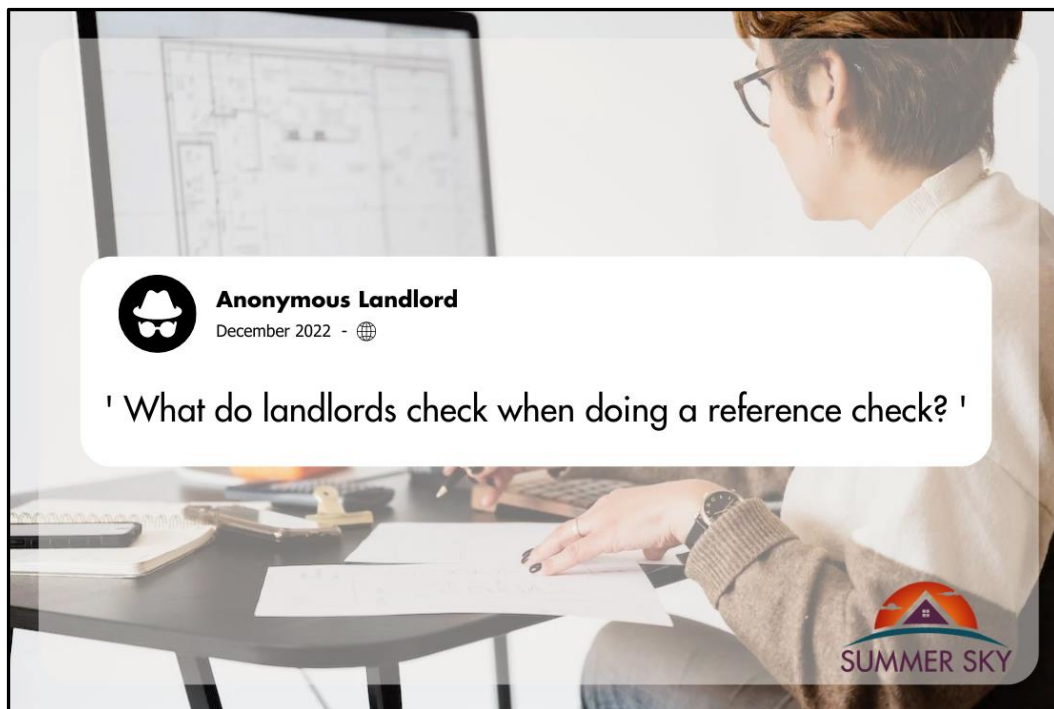 Anonymous Landlord
December 2022 -
' What do landlords check when doing a reference check? '
SUMMER SKY